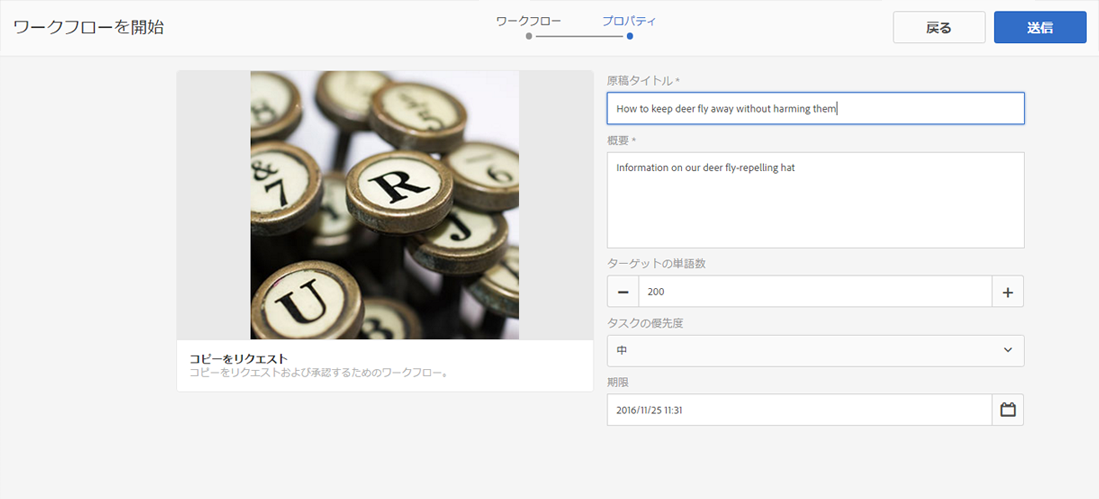 ワークフローを開始
ワークフロー
プロパティ
戻る
送信
& 7
R
6
J
U
コピーをリクエスト
コピーをリクエストおよび承認するためのワークフロー。
原稿タイトル *
How to keep deer fly away without harming them
概要 *
Information on our deer fly-repelling hat
ターゲットの単語数
200
タスクの優先度
中
期限
2016/11/25 11:31